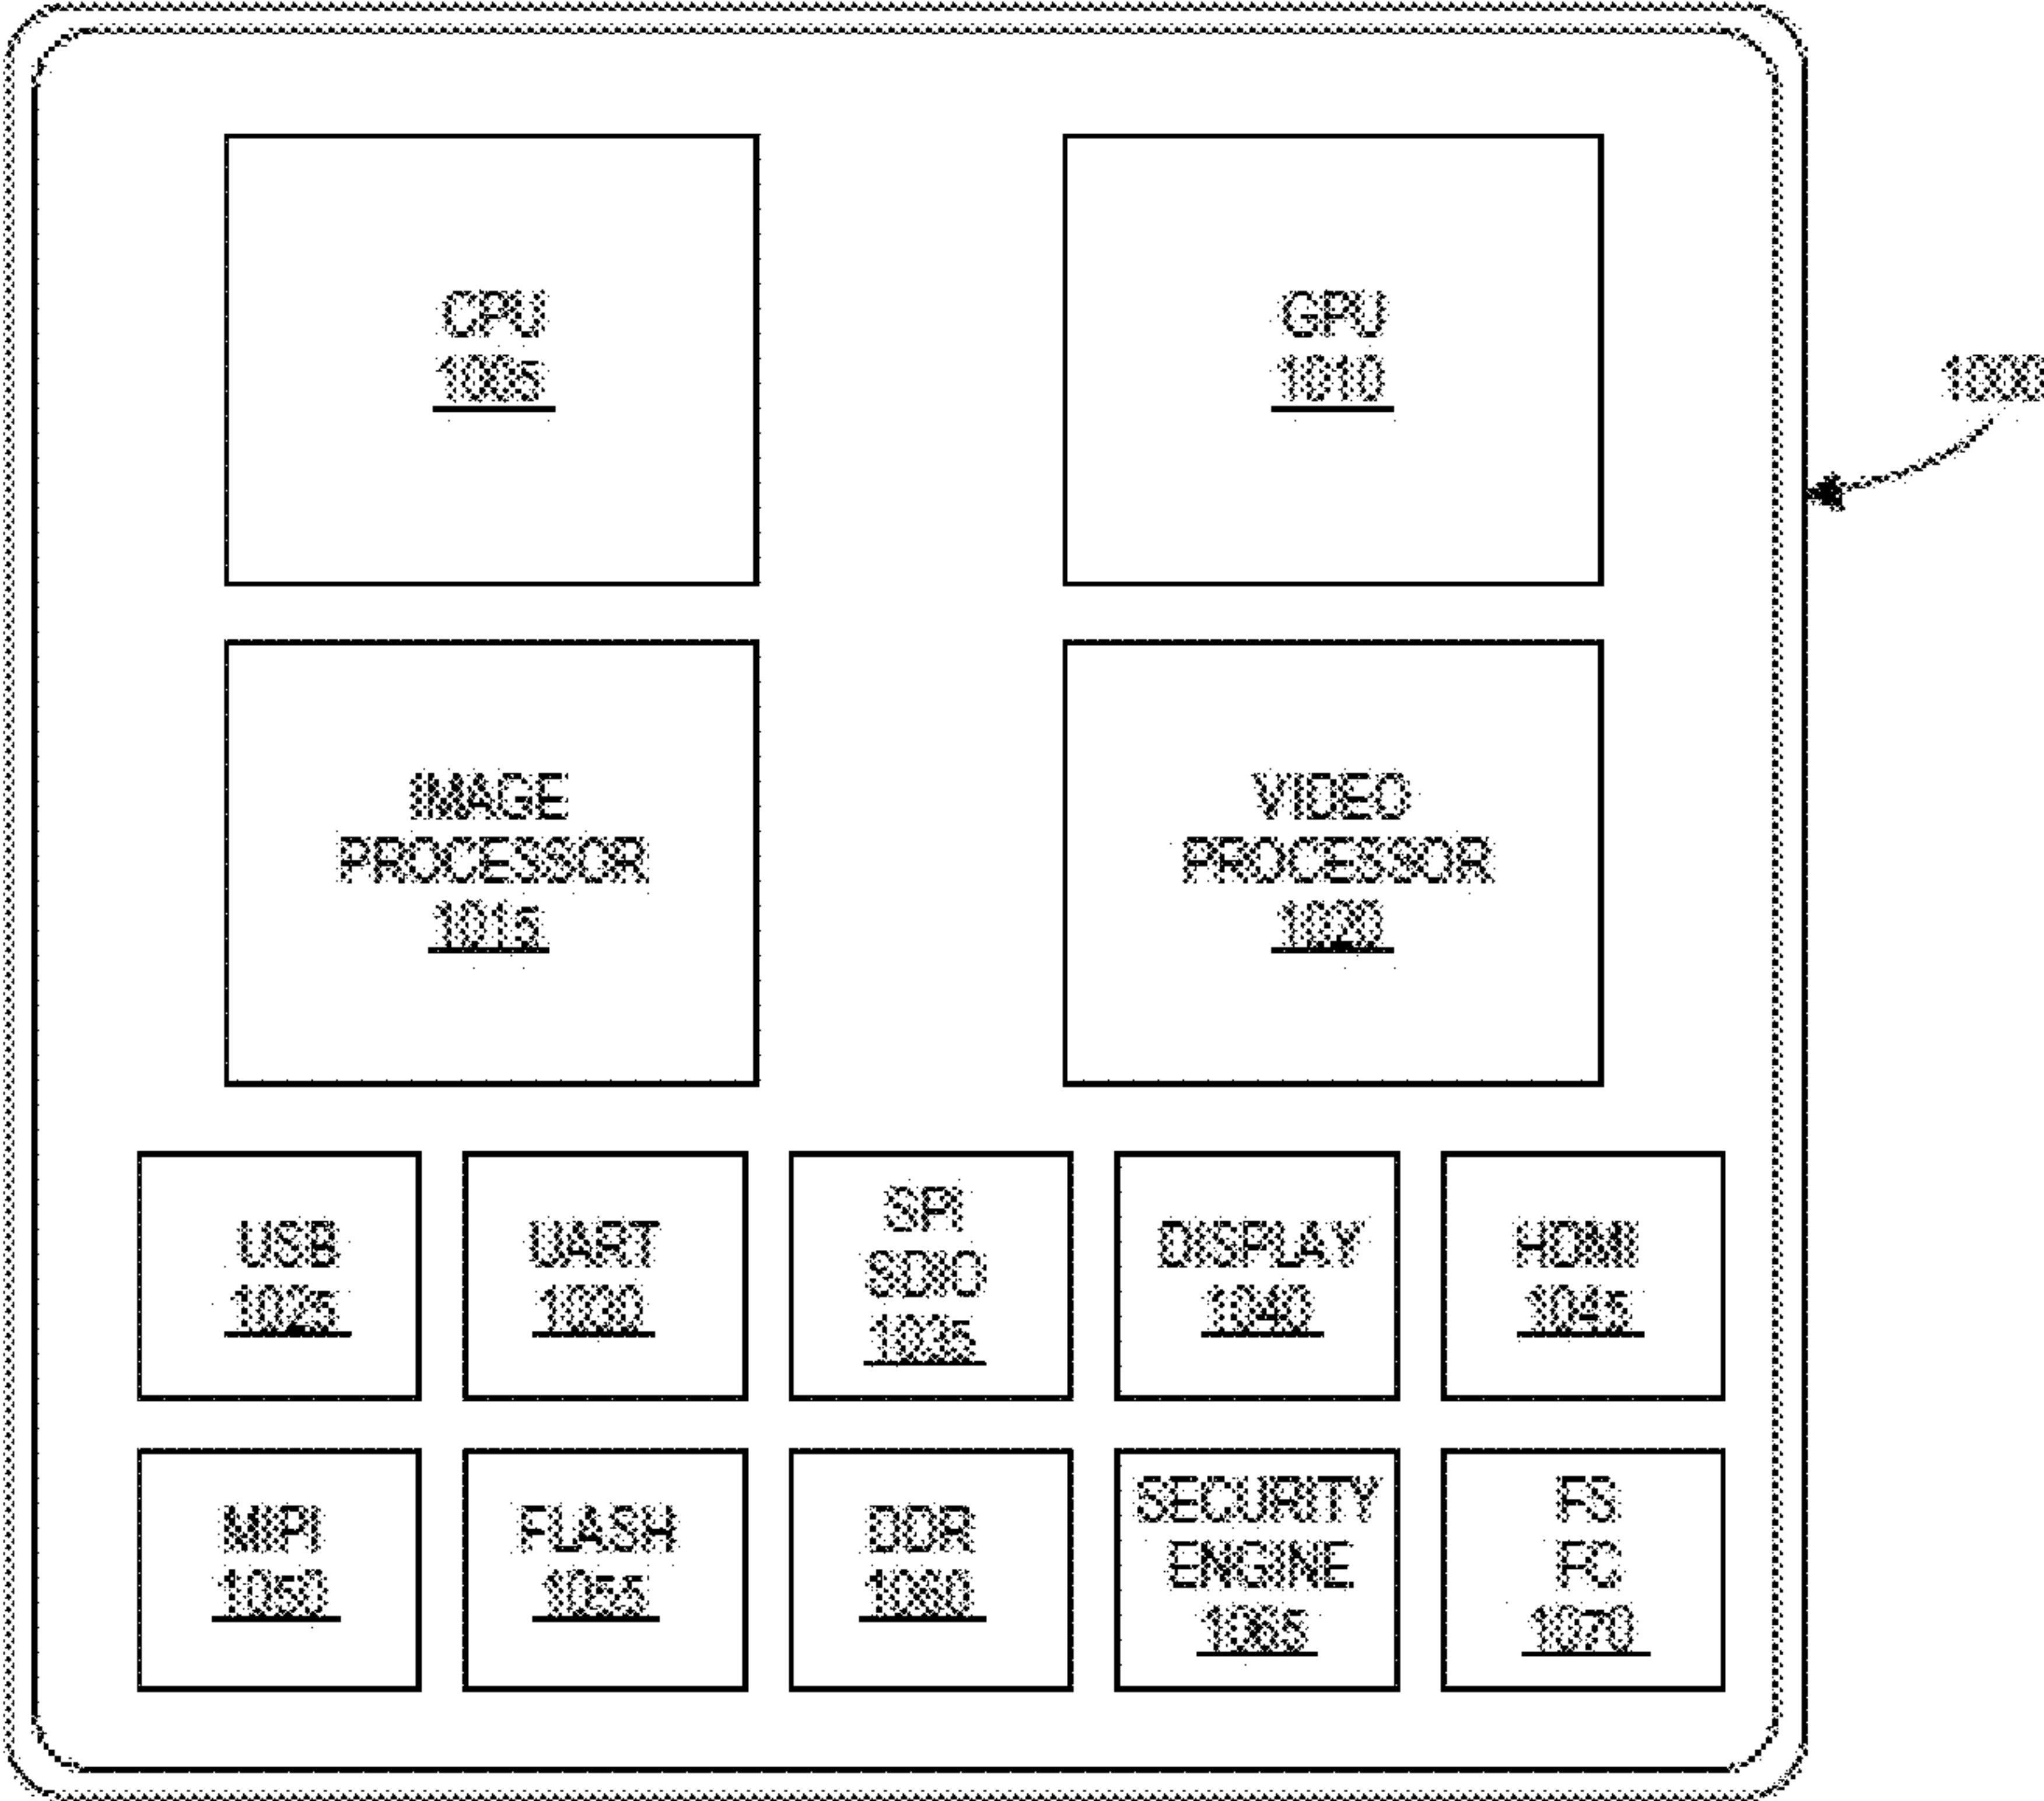 CPU
1005
GPU
1010
1000
IMAGE
PROCESSOR
1015
VIDEO
PROCESSOR
1020
USB
1025
UART
1030
SPI
SDIO
1035
DISPLAY
1040
HDMI
1045
MIPI
1050
FLASH
1055
DDR
1060
SECURITY
ENGINE
1065
FS
FC
1070